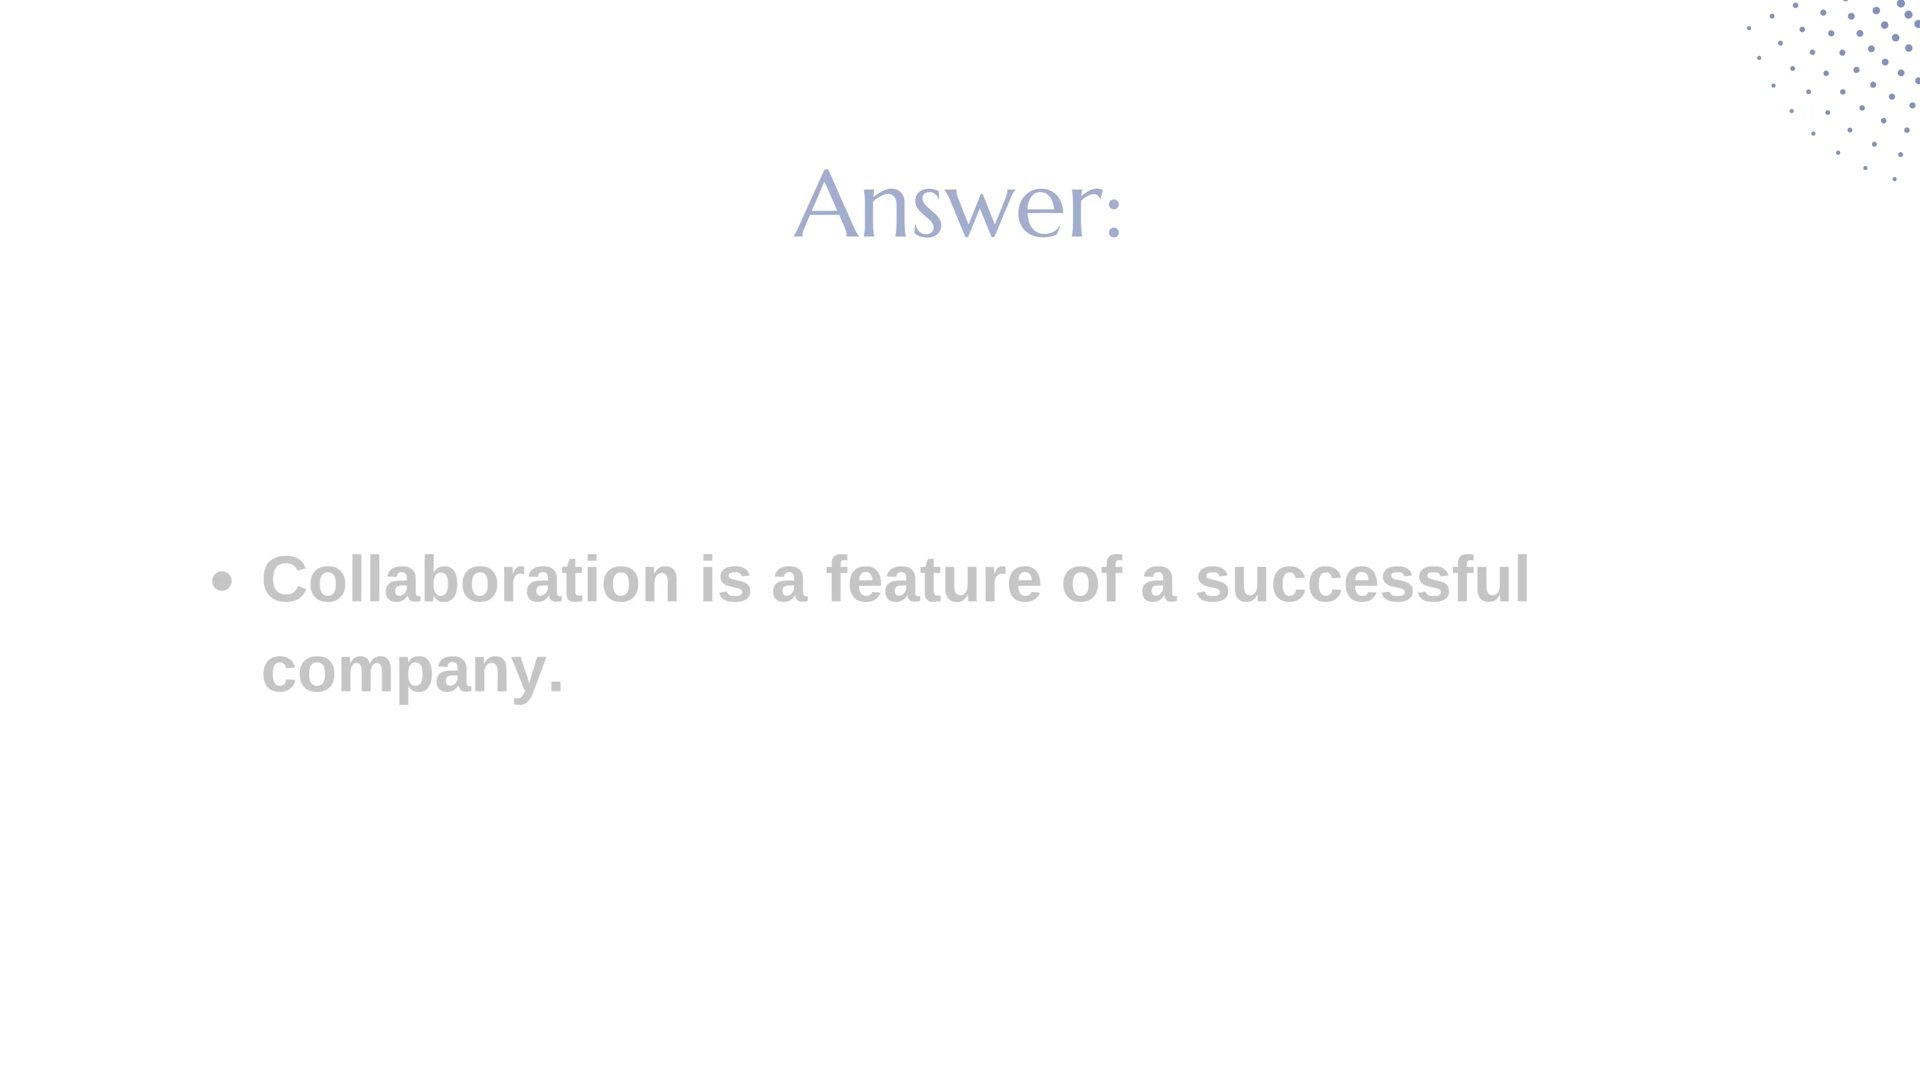 Answer:
• Collaboration is a feature of a successful
company.